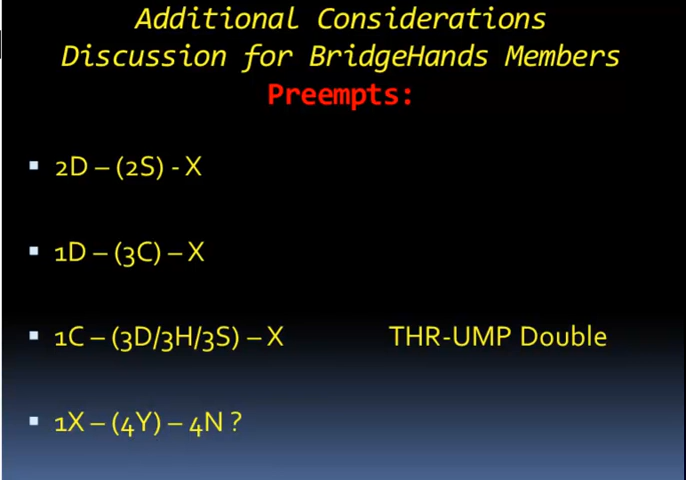 Additional Considerations
Discussion for BridgeHands Members
Preempts:
▪ 2D – (2S) - X
▪ 1D – (3C) – X
▪ 1C – (3D/3H/3S) – X THR-UMP Double
▪ 1X – (4Y) – 4N ?